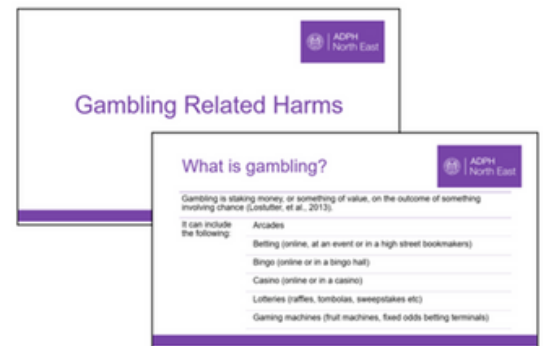 ADPH
North East
Gambling Related Harms
What is gambling?
ADPH
North East
Gambling is staking money, or something of value, on the outcome of something
involving chance (Lostutter, et al., 2013).
It can include
the following:
Arcades
Betting (online, at an event or in a high street bookmakers)
Bingo (online or in a bingo hall)
Casino (online or in a casino)
Lotteries (raffles, tombolas, sweepstakes etc)
Gaming machines (fruit machines, fixed odds betting terminals)